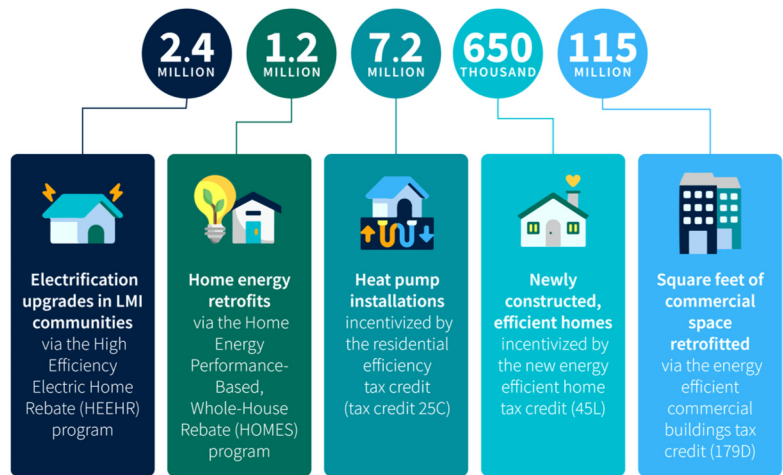 2.4
MILLION
1.2
MILLION
7.2
MILLION
650
THOUSAND
115
MILLION
Electrification
upgrades in LMI
communities
via the High
Efficiency
Electric Home
Rebate (HEEHR)
program
Home energy
retrofits
via the Home
Energy
Performance-
Based,
Whole-House
Rebate (HOMES)
program
Heat pump
installations
incentivized by
the residential
efficiency
tax credit
(tax credit 25C)
Newly
constructed,
efficient homes
incentivized by
the new energy
efficient home
tax credit (45L)
Square feet of
commercial
space
retrofitted
via the energy
efficient
commercial
buildings tax
credit (179D)